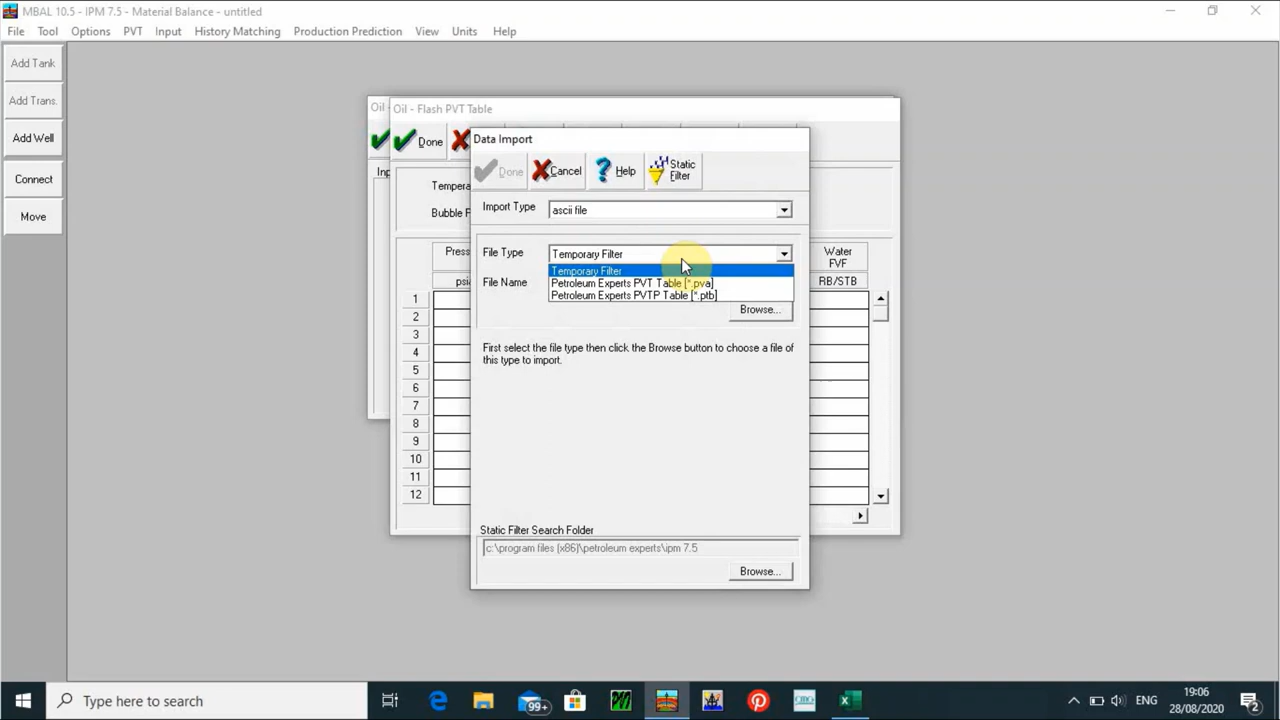 MBAL 10.5 - IPM 7.5 - Material Balance - untitled
File Tool Options PVT Input History Matching Production Prediction View Units Help
Add Tank
Add Trans.
Add Well
Connect
Move
Oil -
Oil - Flash PVT Table
Done
Tempera
Bubble P
Press
psi
Water
FVF
RB/STB
1
2
3
4
5
6
7
8
9
10
11
12
Data Import
Done Cancel Help Static
Filter
Import Type ascii file
File Type Temporary Filter
Temporary Filter
Petroleum Experts PVT Table [*.pva]
Petroleum Experts PVTP Table [*.ptb]
File Name
Browse...
First select the file type then click the Browse button to choose a file of
this type to import.
Static Filter Search Folder
c:\program files (x86)\petroleum experts\ipm 7.5
Browse...
Type here to search
99+
ENG
19:06
28/08/2020
2